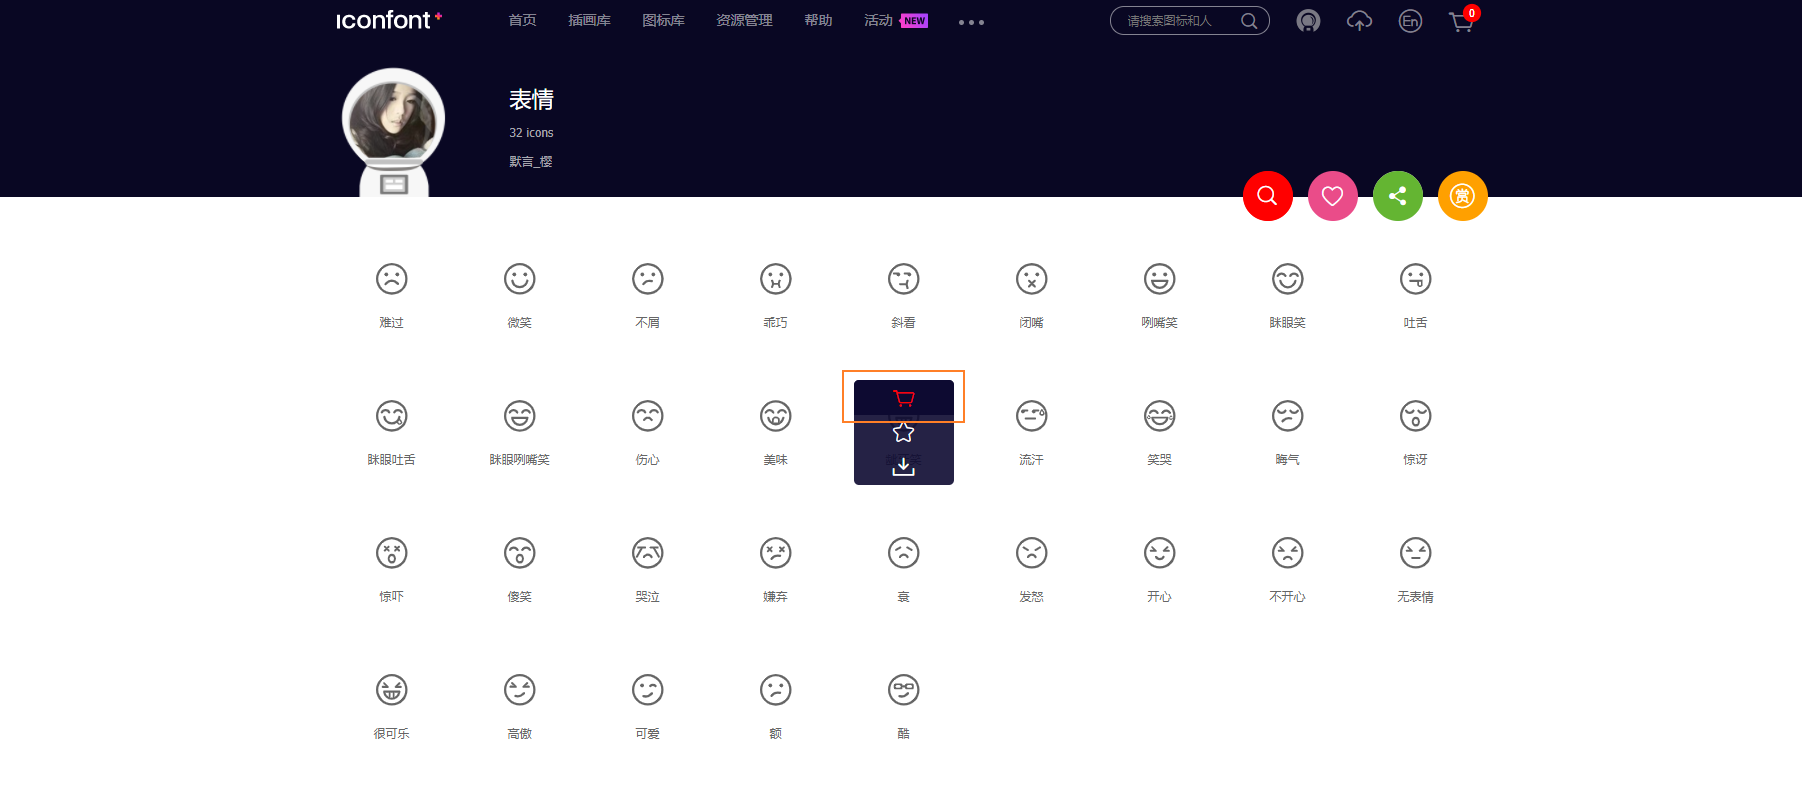 iconfont+ 首页 插画库 图标库 资源管理 帮助 活动 NEW 请搜索图标和人 En 0
表情
32 icons
默言_樱
赏
难过 微笑 不屑 乖巧 斜看 闭嘴 咧嘴笑 眯眼笑 吐舌
眯眼吐舌 眯眼咧嘴笑 伤心 美味 流汗 笑哭 晦气 惊讶
惊吓 傻笑 哭泣 嫌弃 衰 发怒 开心 不开心 无表情
很可乐 高傲 可爱 额 酷